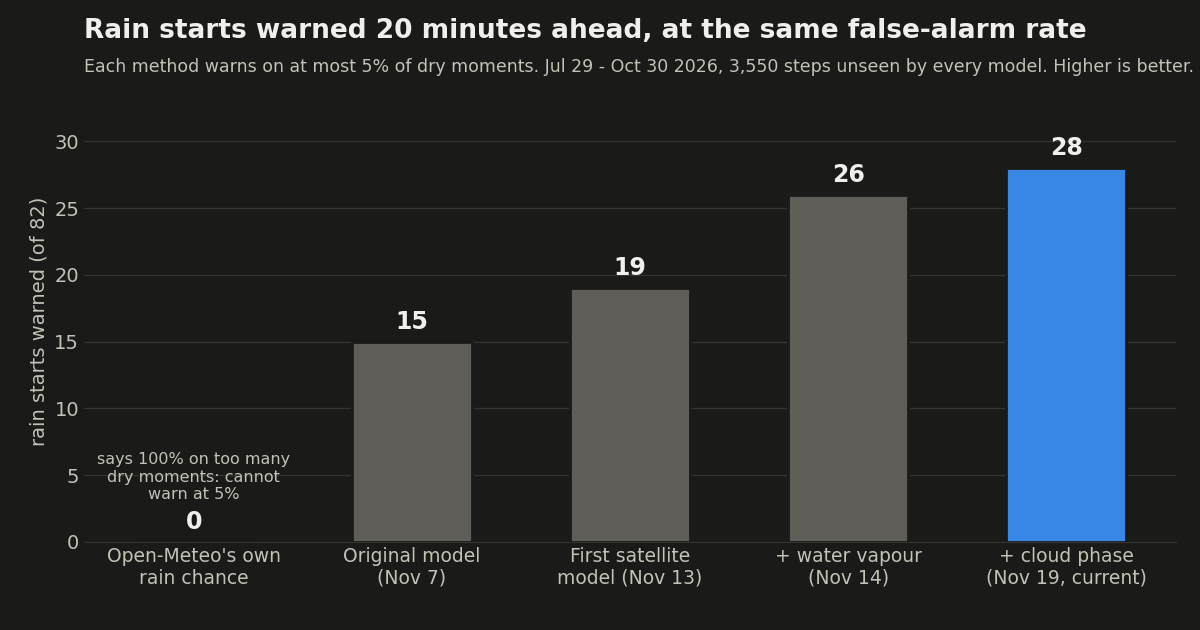 Rain starts warned 20 minutes ahead, at the same false-alarm rate
Each method warns on at most 5% of dry moments. Jul 29 - Oct 30 2026, 3,550 steps unseen by every model. Higher is better.
rain starts warned (of 82)
30
25
20
15
10
5
0
says 100% on too many
dry moments: cannot
warn at 5%
0
15
19
26
28
Open-Meteo's own
rain chance
Original model
(Nov 7)
First satellite
model (Nov 13)
+ water vapour
(Nov 14)
+ cloud phase
(Nov 19, current)